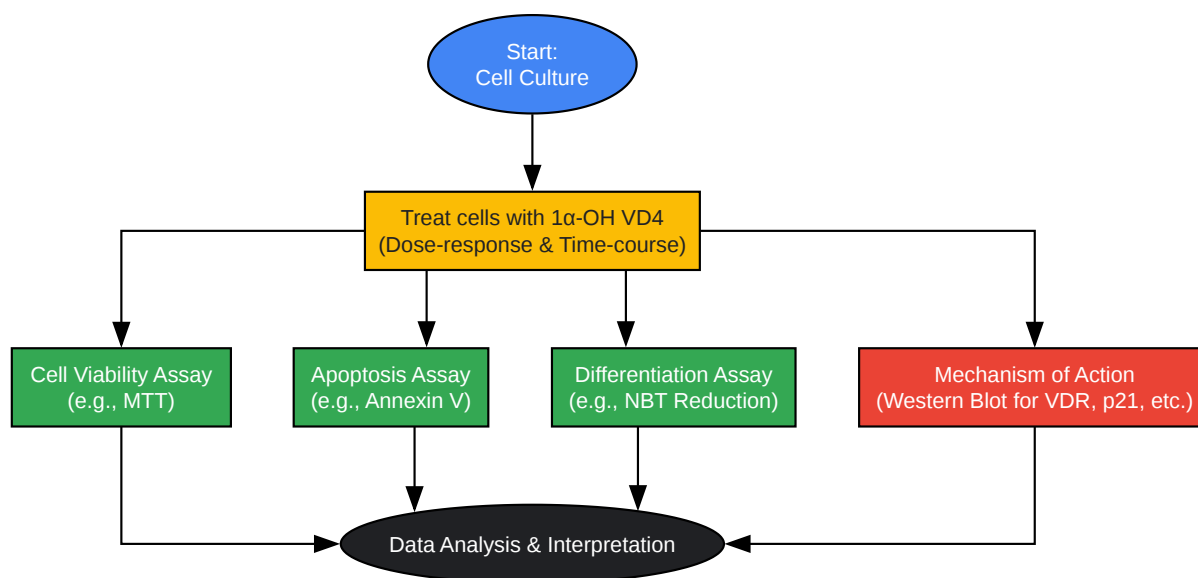 Start:
Cell Culture
Treat cells with 1α-OH VD4
(Dose-response & Time-course)
Cell Viability Assay
(e.g., MTT)
Apoptosis Assay
(e.g., Annexin V)
Differentiation Assay
(e.g., NBT Reduction)
Mechanism of Action
(Western Blot for VDR, p21, etc.)
Data Analysis & Interpretation